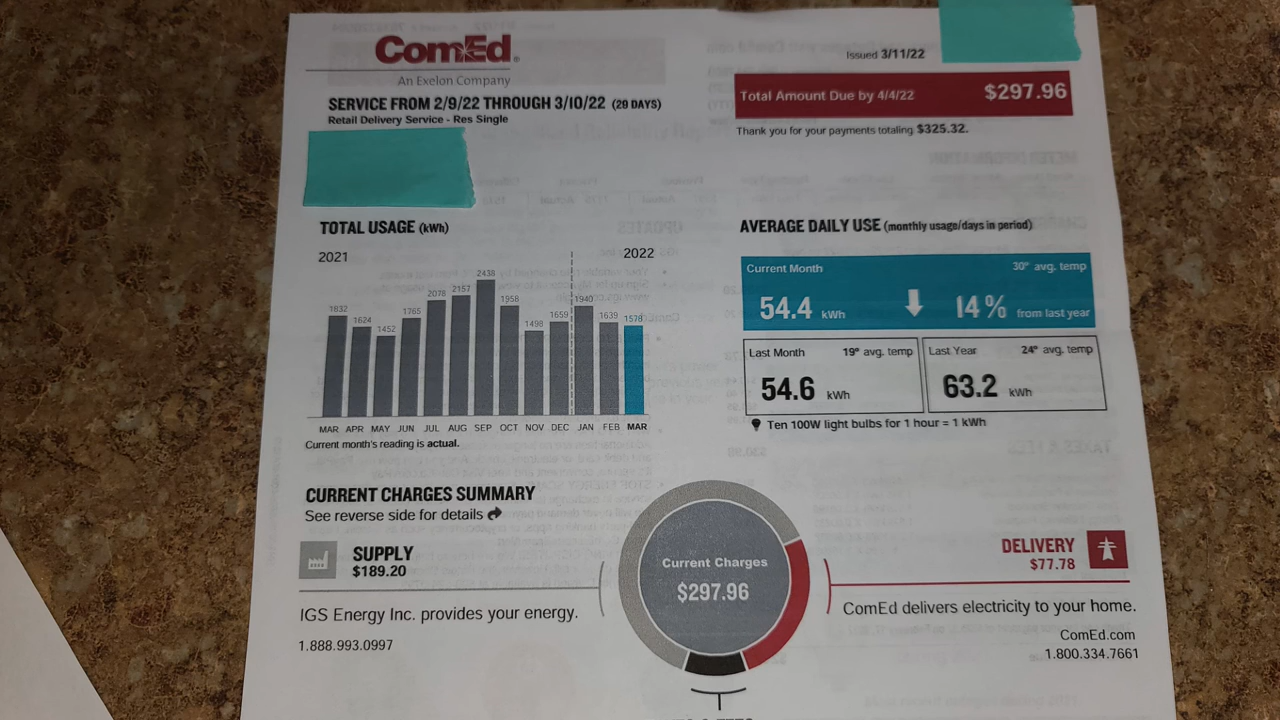 ComEd®
An Exelon Company
Issued 3/11/22
SERVICE FROM 2/9/22 THROUGH 3/10/22 (29 DAYS)
Retail Delivery Service - Res Single
Total Amount Due by 4/4/22 $297.96
Thank you for your payments totaling $325.32.
TOTAL USAGE (kWh)
2021 2022
1832 1624 1452 1765 2078 2157 2438 1958 1498 1659 1940 1639 1578
MAR APR MAY JUN JUL AUG SEP OCT NOV DEC JAN FEB MAR
Current month's reading is actual.
AVERAGE DAILY USE (monthly usage/days in period)
Current Month 30° avg. temp
54.4 kWh 14% from last year
Last Month 19° avg. temp
54.6 kWh
Last Year 24° avg. temp
63.2 kWh
Ten 100W light bulbs for 1 hour = 1 kWh
CURRENT CHARGES SUMMARY
See reverse side for details
SUPPLY
$189.20
IGS Energy Inc. provides your energy.
1.888.993.0997
Current Charges
$297.96
DELIVERY
$77.78
ComEd delivers electricity to your home.
ComEd.com
1.800.334.7661